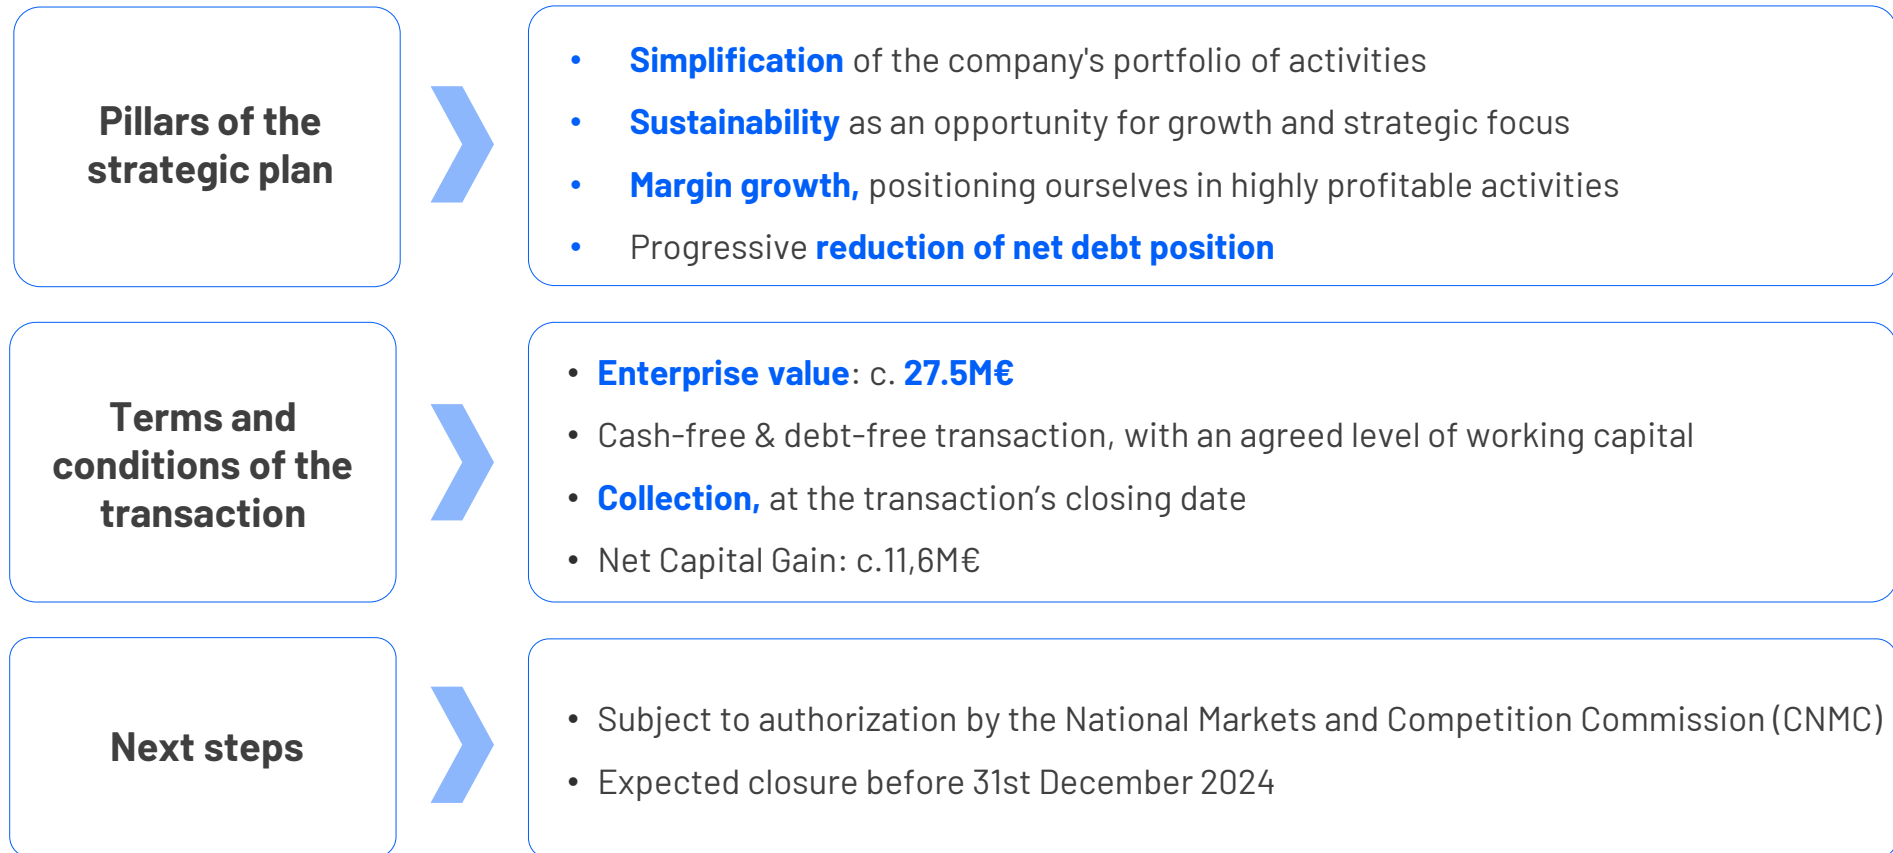 Pillars of the
strategic plan
• Simplification of the company's portfolio of activities
• Sustainability as an opportunity for growth and strategic focus
• Margin growth, positioning ourselves in highly profitable activities
• Progressive reduction of net debt position
Terms and
conditions of the
transaction
• Enterprise value: c. 27.5M€
• Cash-free & debt-free transaction, with an agreed level of working capital
• Collection, at the transaction’s closing date
• Net Capital Gain: c.11,6M€
Next steps
• Subject to authorization by the National Markets and Competition Commission (CNMC)
• Expected closure before 31st December 2024